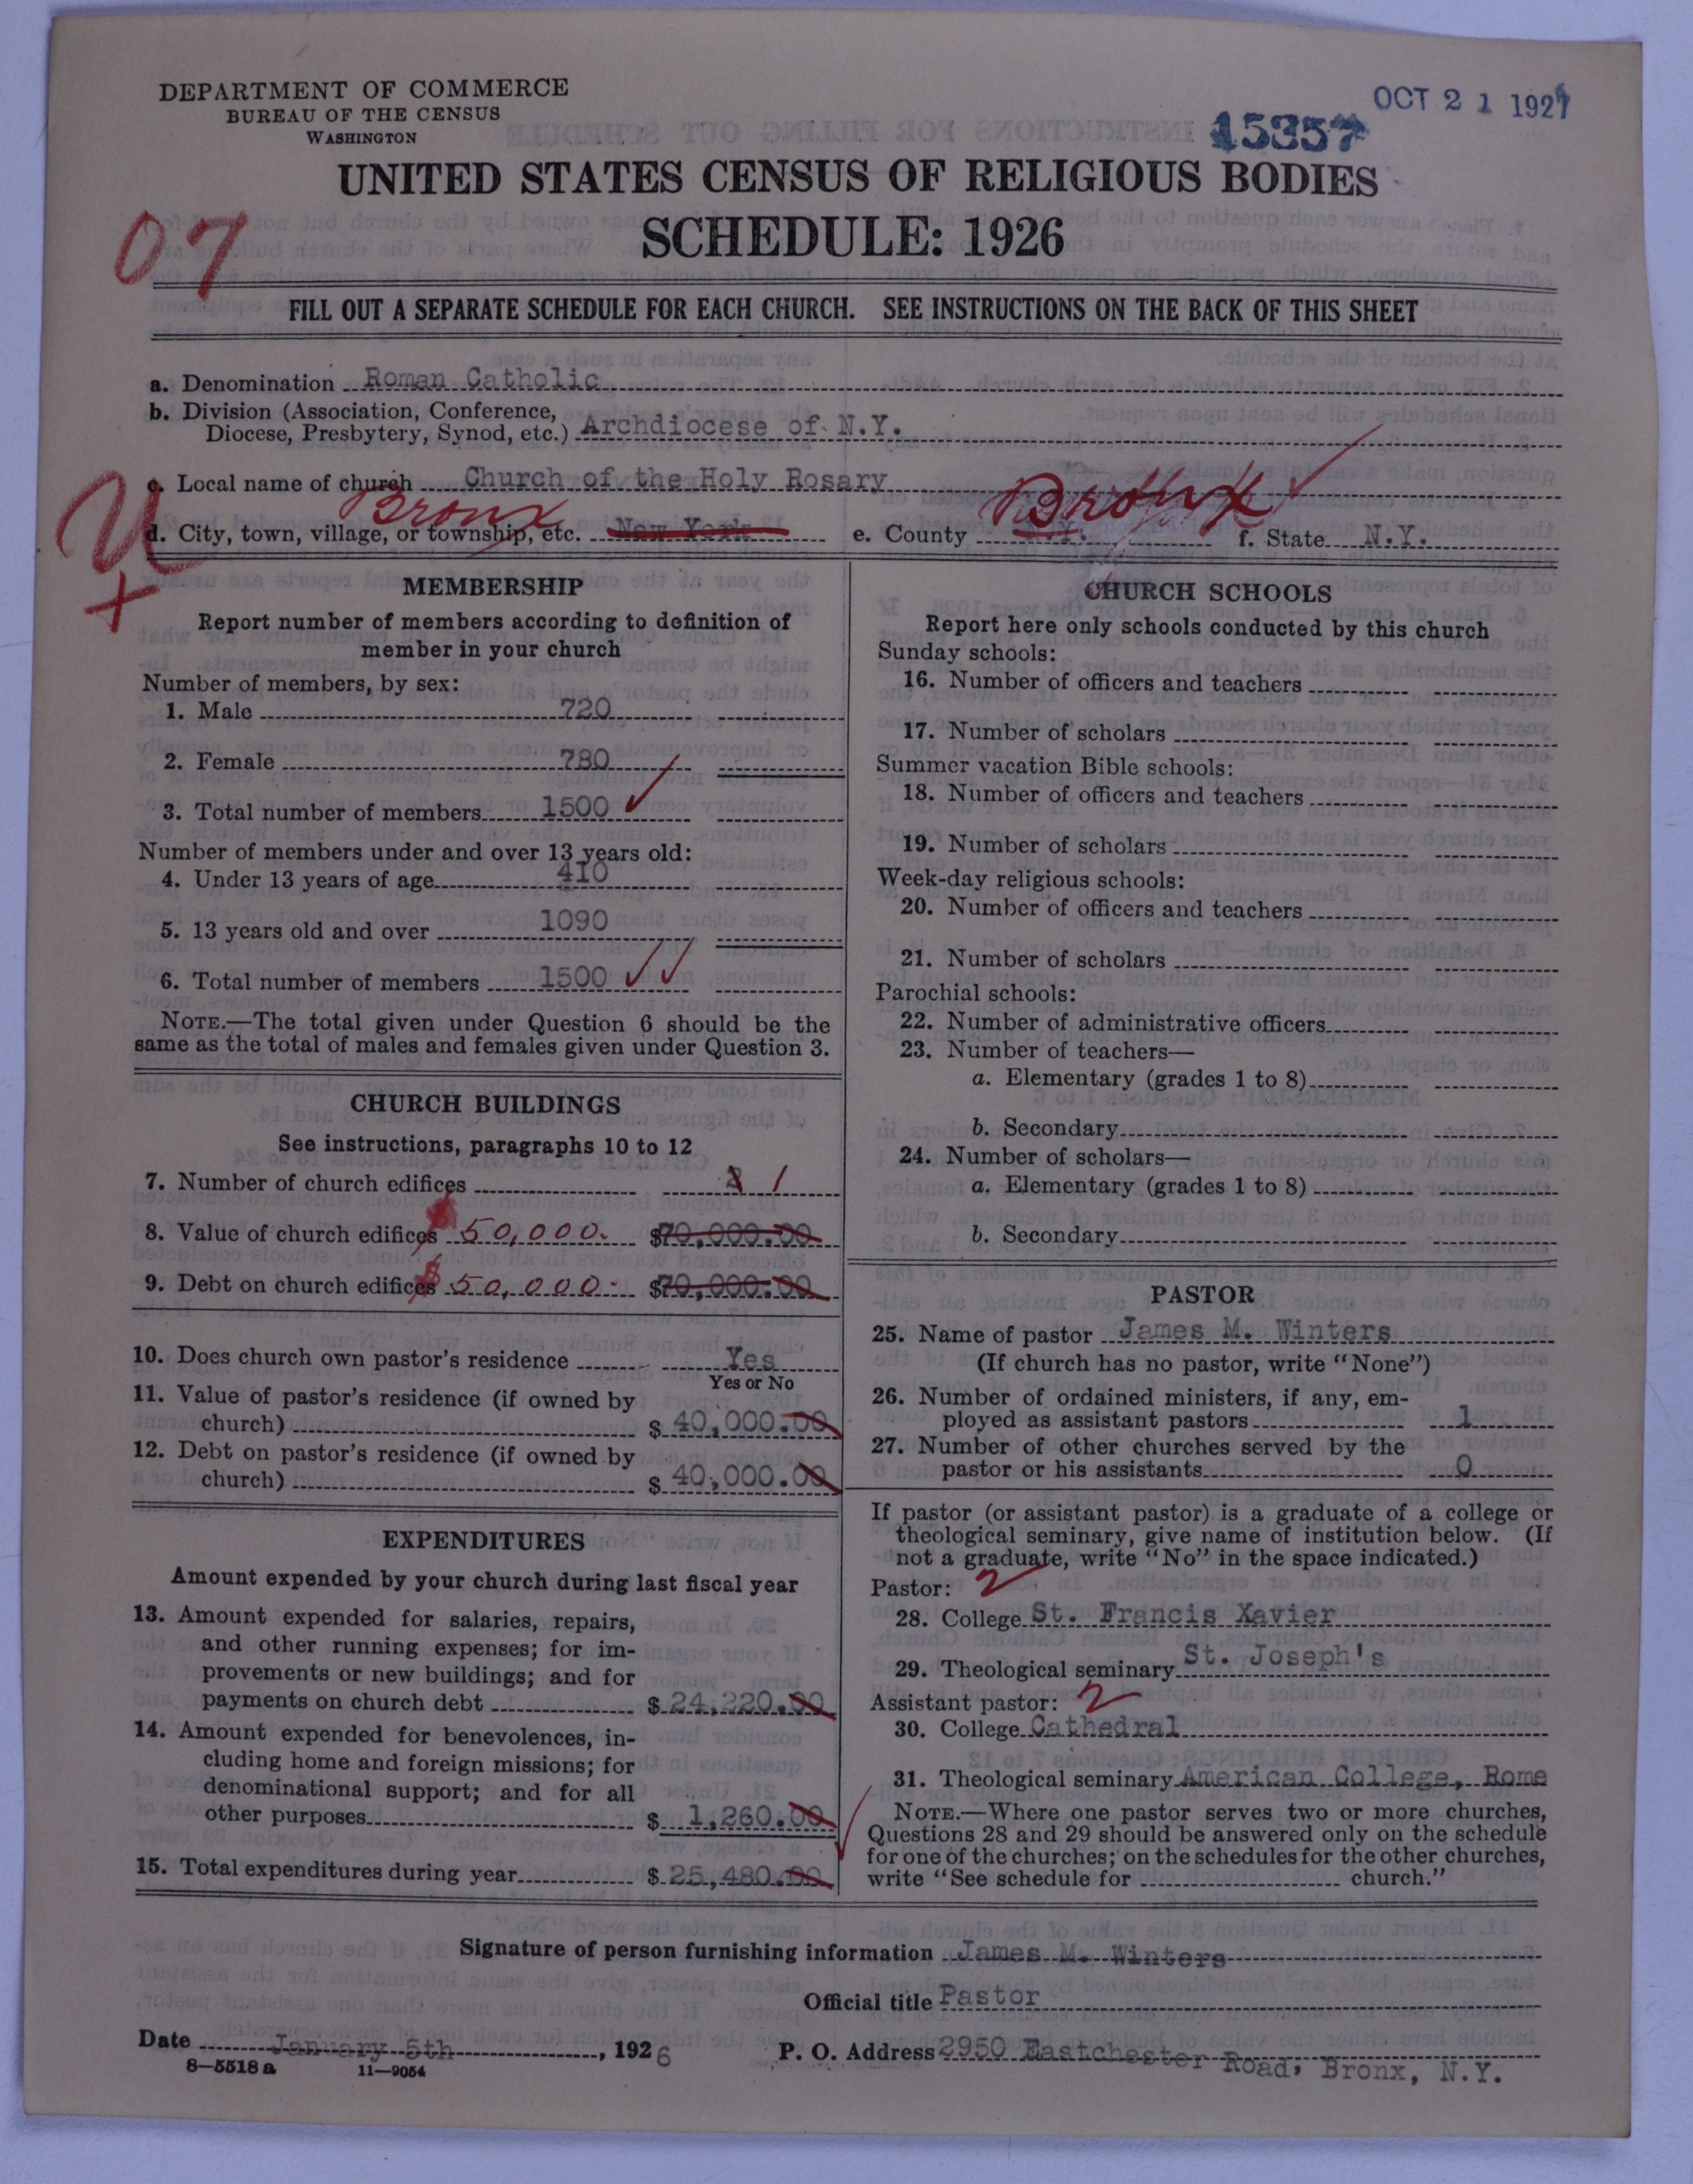 DEPARTMENT OF COMMERCE
BUREAU OF THE CENSUS
WASHINGTON
OCT 21 1927
15357
UNITED STATES CENSUS OF RELIGIOUS BODIES
SCHEDULE: 1926
07
FILL OUT A SEPARATE SCHEDULE FOR EACH CHURCH. SEE INSTRUCTIONS ON THE BACK OF THIS SHEET
a. Denomination Roman Catholic
b. Division (Association, Conference,
Diocese, Presbytery, Synod, etc.) Archdiocese of N.Y.
c. Local name of church Church of the Holy Rosary
Bronx Bronx
d. City, town, village, or township, etc. New York e. County N.Y. f. State N.Y.
U
MEMBERSHIP
Report number of members according to definition of
member in your church
Number of members, by sex:
1. Male 720
2. Female 780
3. Total number of members 1500
Number of members under and over 13 years old:
4. Under 13 years of age 410
5. 13 years old and over 1090
6. Total number of members 1500
NOTE.—The total given under Question 6 should be the
same as the total of males and females given under Question 3.
CHURCH BUILDINGS
See instructions, paragraphs 10 to 12
7. Number of church edifices 1
8. Value of church edifices $50,000. $70,000.00
9. Debt on church edifices $50,000. $70,000.00
10. Does church own pastor's residence Yes
Yes or No
11. Value of pastor's residence (if owned by
church) $ 40,000.00
12. Debt on pastor's residence (if owned by
church) $ 40,000.00
EXPENDITURES
Amount expended by your church during last fiscal year
13. Amount expended for salaries, repairs,
and other running expenses; for im-
provements or new buildings; and for
payments on church debt $ 24,220.00
14. Amount expended for benevolences, in-
cluding home and foreign missions; for
denominational support; and for all
other purposes $ 1,260.00
15. Total expenditures during year $ 25,480.00
CHURCH SCHOOLS
Report here only schools conducted by this church
Sunday schools:
16. Number of officers and teachers
17. Number of scholars
Summer vacation Bible schools:
18. Number of officers and teachers
19. Number of scholars
Week-day religious schools:
20. Number of officers and teachers
21. Number of scholars
Parochial schools:
22. Number of administrative officers
23. Number of teachers—
a. Elementary (grades 1 to 8)
b. Secondary
24. Number of scholars—
a. Elementary (grades 1 to 8)
b. Secondary
PASTOR
25. Name of pastor James M. Winters
(If church has no pastor, write "None")
26. Number of ordained ministers, if any, em-
ployed as assistant pastors 1
27. Number of other churches served by the
pastor or his assistants 0
If pastor (or assistant pastor) is a graduate of a college or
theological seminary, give name of institution below. (If
not a graduate, write "No" in the space indicated.)
Pastor: 2
28. College St. Francis Xavier
29. Theological seminary St. Joseph's
Assistant pastor: 2
30. College Cathedral
31. Theological seminary American College, Rome
NOTE.—Where one pastor serves two or more churches,
Questions 28 and 29 should be answered only on the schedule
for one of the churches; on the schedules for the other churches,
write "See schedule for church."
Signature of person furnishing information James M. Winters
Official title Pastor
Date January 5th, 1926 P. O. Address 2950 Eastchester Road, Bronx, N.Y.
8—5518 a 11—9054